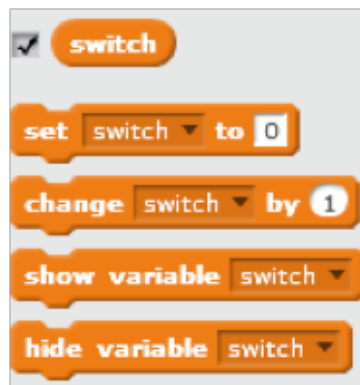 switch
set switch to 0
change switch by 1
show variable switch
hide variable switch